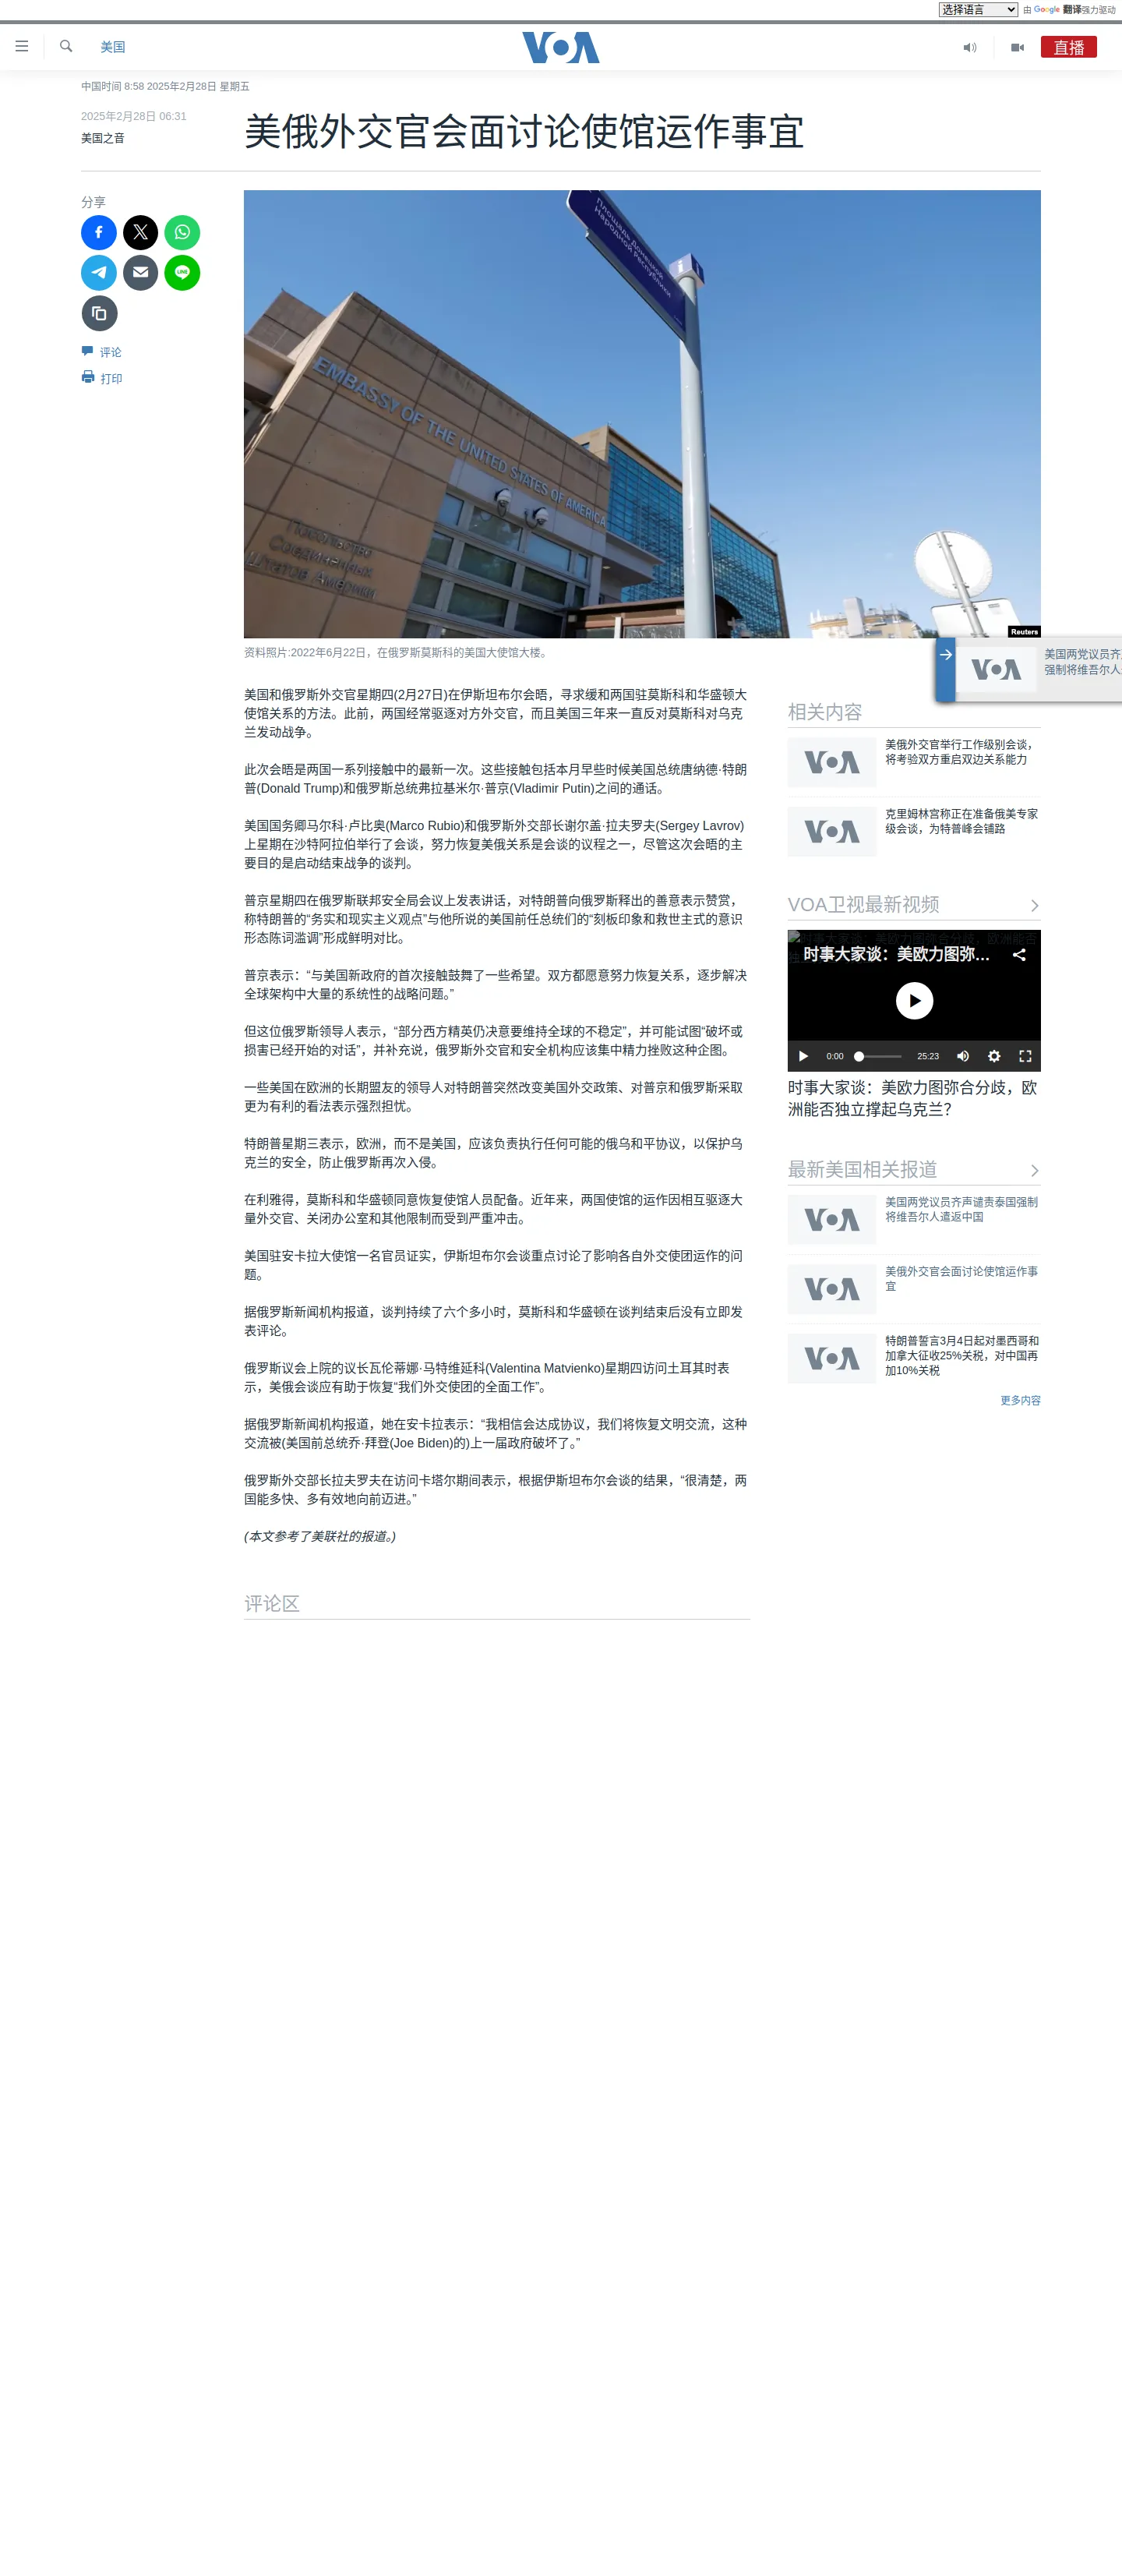 选择语言 由 Google 翻译强力驱动
美国
VOA
直播
中国时间 8:58 2025年2月28日 星期五
2025年2月28日 06:31
美国之音
美俄外交官会面讨论使馆运作事宜
分享
评论
打印
Площадь Донецкой
Народной Республики
EMBASSY OF THE UNITED STATES OF AMERICA
Посольство
Соединенных
Штатов Америки
Reuters
资料照片:2022年6月22日，在俄罗斯莫斯科的美国大使馆大楼。
VOA
美国两党议员齐
强制将维吾尔人
美国和俄罗斯外交官星期四(2月27日)在伊斯坦布尔会晤，寻求缓和两国驻莫斯科和华盛顿大
使馆关系的方法。此前，两国经常驱逐对方外交官，而且美国三年来一直反对莫斯科对乌克
兰发动战争。
此次会晤是两国一系列接触中的最新一次。这些接触包括本月早些时候美国总统唐纳德·特朗
普(Donald Trump)和俄罗斯总统弗拉基米尔·普京(Vladimir Putin)之间的通话。
美国国务卿马尔科·卢比奥(Marco Rubio)和俄罗斯外交部长谢尔盖·拉夫罗夫(Sergey Lavrov)
上星期在沙特阿拉伯举行了会谈，努力恢复美俄关系是会谈的议程之一，尽管这次会晤的主
要目的是启动结束战争的谈判。
普京星期四在俄罗斯联邦安全局会议上发表讲话，对特朗普向俄罗斯释出的善意表示赞赏，
称特朗普的“务实和现实主义观点”与他所说的美国前任总统们的“刻板印象和救世主式的意识
形态陈词滥调”形成鲜明对比。
普京表示：“与美国新政府的首次接触鼓舞了一些希望。双方都愿意努力恢复关系，逐步解决
全球架构中大量的系统性的战略问题。”
但这位俄罗斯领导人表示，“部分西方精英仍决意要维持全球的不稳定”，并可能试图“破坏或
损害已经开始的对话”，并补充说，俄罗斯外交官和安全机构应该集中精力挫败这种企图。
一些美国在欧洲的长期盟友的领导人对特朗普突然改变美国外交政策、对普京和俄罗斯采取
更为有利的看法表示强烈担忧。
特朗普星期三表示，欧洲，而不是美国，应该负责执行任何可能的俄乌和平协议，以保护乌
克兰的安全，防止俄罗斯再次入侵。
在利雅得，莫斯科和华盛顿同意恢复使馆人员配备。近年来，两国使馆的运作因相互驱逐大
量外交官、关闭办公室和其他限制而受到严重冲击。
美国驻安卡拉大使馆一名官员证实，伊斯坦布尔会谈重点讨论了影响各自外交使团运作的问
题。
据俄罗斯新闻机构报道，谈判持续了六个多小时，莫斯科和华盛顿在谈判结束后没有立即发
表评论。
俄罗斯议会上院的议长瓦伦蒂娜·马特维延科(Valentina Matvienko)星期四访问土耳其时表
示，美俄会谈应有助于恢复“我们外交使团的全面工作”。
据俄罗斯新闻机构报道，她在安卡拉表示：“我相信会达成协议，我们将恢复文明交流，这种
交流被(美国前总统乔·拜登(Joe Biden)的)上一届政府破坏了。”
俄罗斯外交部长拉夫罗夫在访问卡塔尔期间表示，根据伊斯坦布尔会谈的结果，“很清楚，两
国能多快、多有效地向前迈进。”
(本文参考了美联社的报道。)
评论区
相关内容
VOA
美俄外交官举行工作级别会谈，
将考验双方重启双边关系能力
VOA
克里姆林宫称正在准备俄美专家
级会谈，为特普峰会铺路
VOA卫视最新视频
时事大家谈：美欧力图弥合分歧，欧洲能否
时事大家谈：美欧力图弥...
0:00
25:23
时事大家谈：美欧力图弥合分歧，欧
洲能否独立撑起乌克兰？
最新美国相关报道
VOA
美国两党议员齐声谴责泰国强制
将维吾尔人遣返中国
VOA
美俄外交官会面讨论使馆运作事
宜
VOA
特朗普誓言3月4日起对墨西哥和
加拿大征收25%关税，对中国再
加10%关税
更多内容